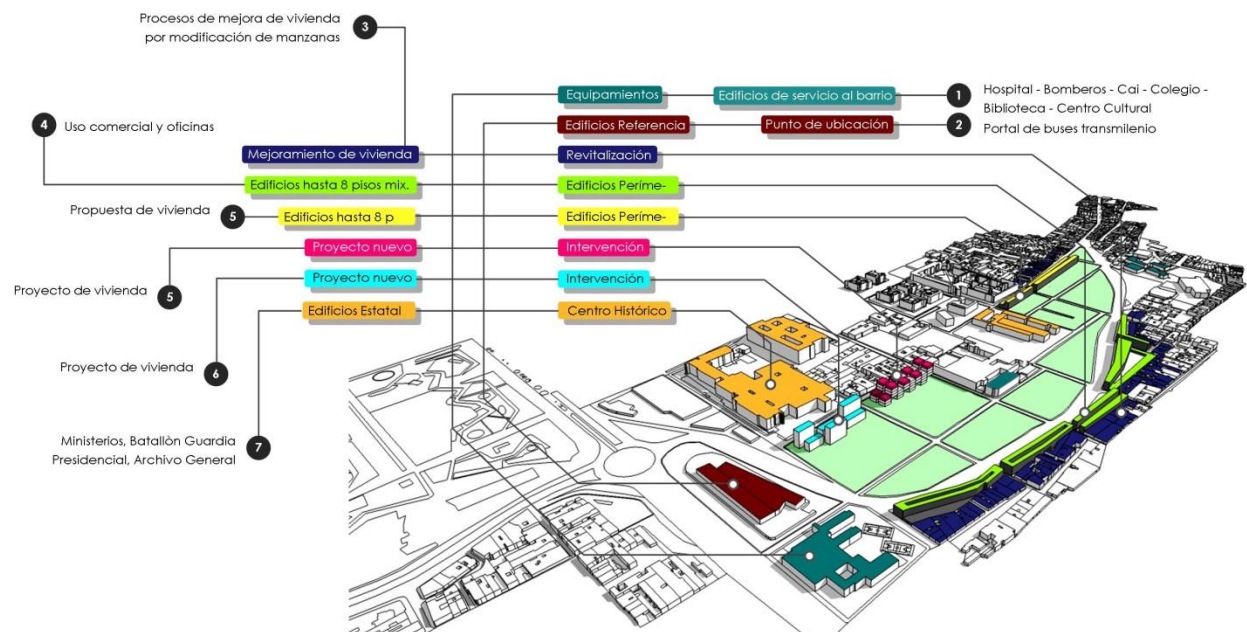 Procesos de mejora de vivienda
por modificación de manzanas
3
Equipamientos
Edificios de servicio al barrio
1
Hospital - Bomberos - Cai - Colegio -
Biblioteca - Centro Cultural
4
Uso comercial y oficinas
Edificios Referencia
Punto de ubicación
2
Portal de buses transmilenio
Mejoramiento de vivienda
Revitalización
Edificios hasta 8 pisos mix.
Edificios Períme-
Propuesta de vivienda
5
Edificios hasta 8 p
Edificios Períme-
Proyecto nuevo
Intervención
Proyecto de vivienda
5
Proyecto nuevo
Intervención
Edificios Estatal
Centro Histórico
Proyecto de vivienda
6
Ministerios, Batallòn Guardia
Presidencial, Archivo General
7